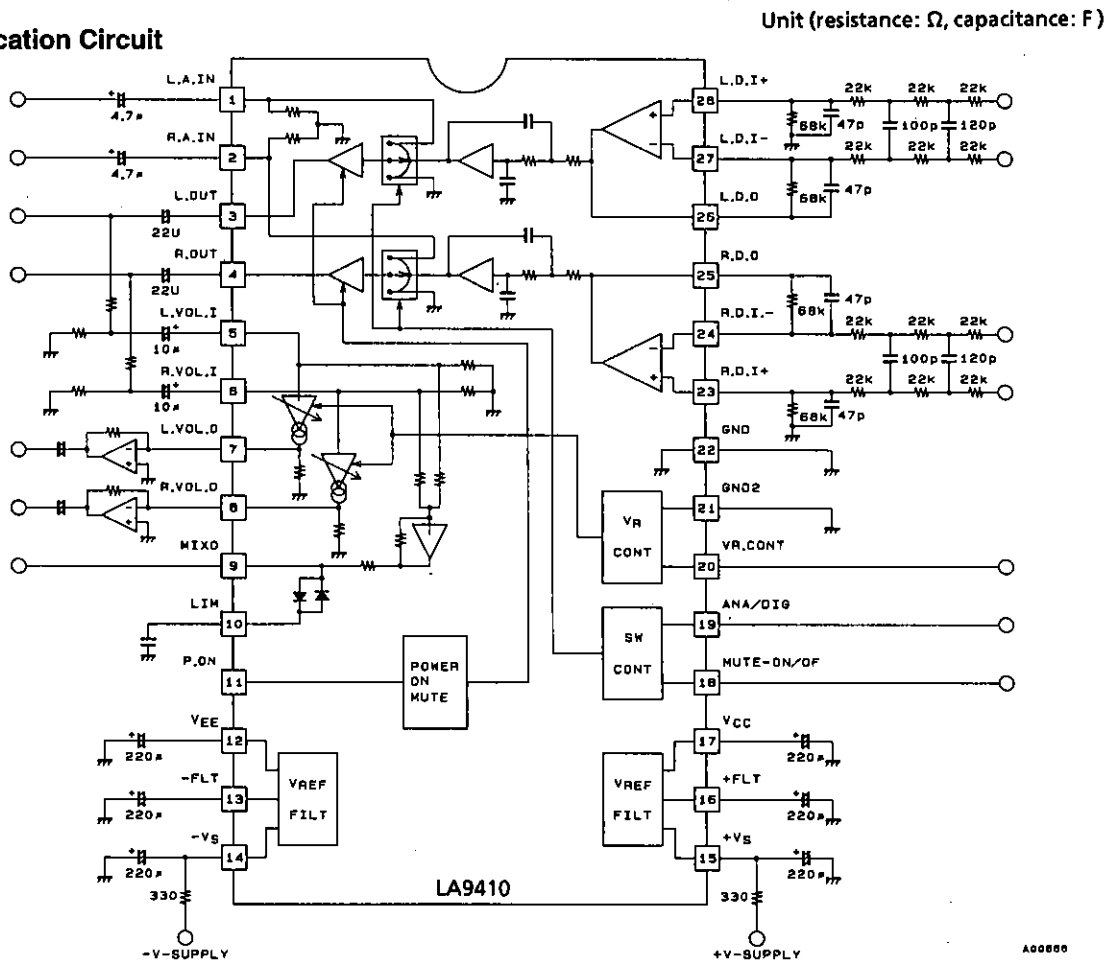 Unit (resistance: Ω, capacitance: F)
cation Circuit
L.A.IN
1
4.7μ
R.A.IN
2
4.7μ
L.OUT
3
22U
R.OUT
4
22U
L.VOL.I
5
10μ
R.VOL.I
6
10μ
L.VOL.O
7
R.VOL.O
8
MIXO
9
LIM
10
P.ON
11
POWER
ON
MUTE
VEE
12
220μ
-FLT
13
220μ
VREF
FILT
-VS
14
220μ
330
-V-SUPPLY
LA9410
L.D.I+
28
22k
22k
22k
68k
47p
100p
120p
L.D.I-
27
22k
22k
22k
68k
47p
L.D.O
26
R.D.O
25
68k
47p
R.D.I.-
24
22k
22k
22k
100p
120p
R.D.I+
23
22k
22k
22k
68k
47p
GND
22
GND2
21
VR
CONT
VR.CONT
20
ANA/DIG
19
SW
CONT
MUTE-ON/OF
18
VCC
17
220μ
VREF
FILT
+FLT
16
220μ
+VS
15
220μ
330
+V-SUPPLY